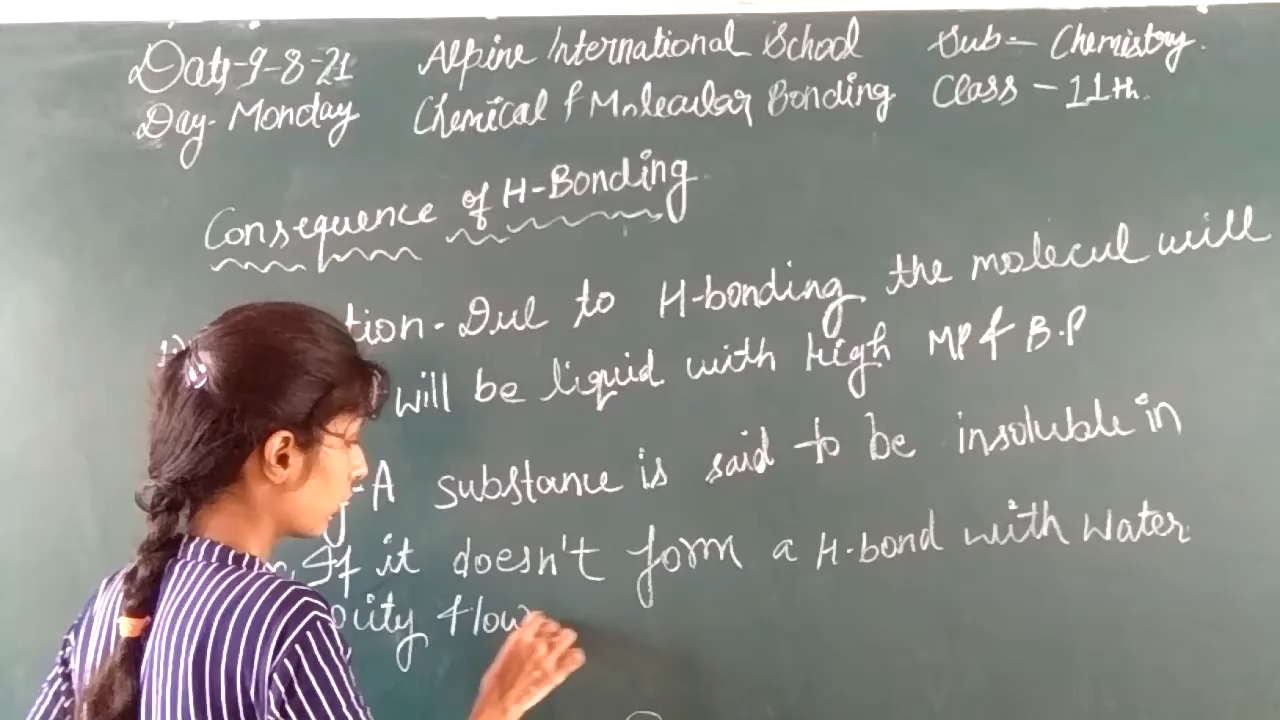 Date-9-8-21 Alpine International School Sub:- Chemistry.
Day- Monday Chemical & Molecular Bonding Class - 11th.
Consequence of H-Bonding
1) tion- Due to H-bonding the molecul will
will be liquid with high MP & B.P
-A substance is said to be insoluble in
If it doesn't form a H-bond with water
ocity flow